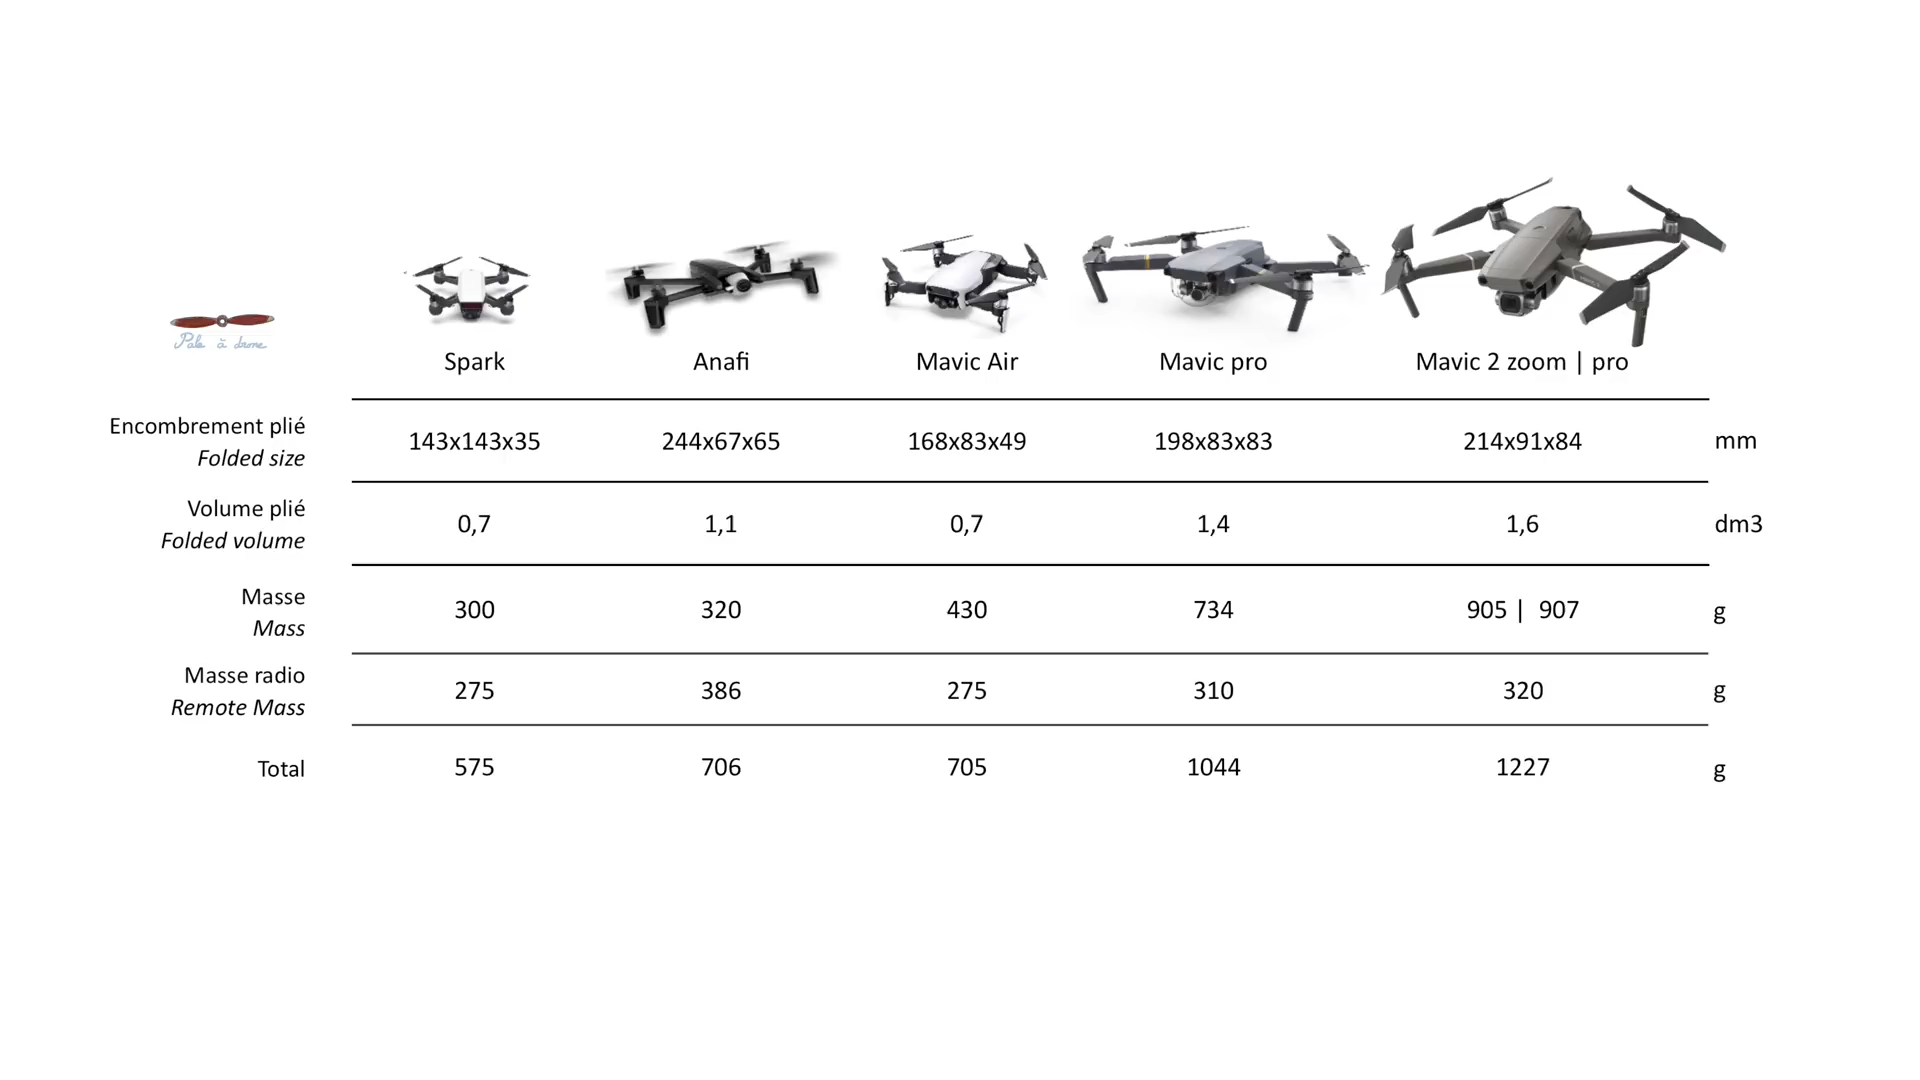 Pale à drone
Spark Anafi Mavic Air Mavic pro Mavic 2 zoom | pro
Encombrement plié
Folded size
143x143x35 244x67x65 168x83x49 198x83x83 214x91x84 mm
Volume plié
Folded volume
0,7 1,1 0,7 1,4 1,6 dm3
Masse
Mass
300 320 430 734 905 | 907 g
Masse radio
Remote Mass
275 386 275 310 320 g
Total 575 706 705 1044 1227 g